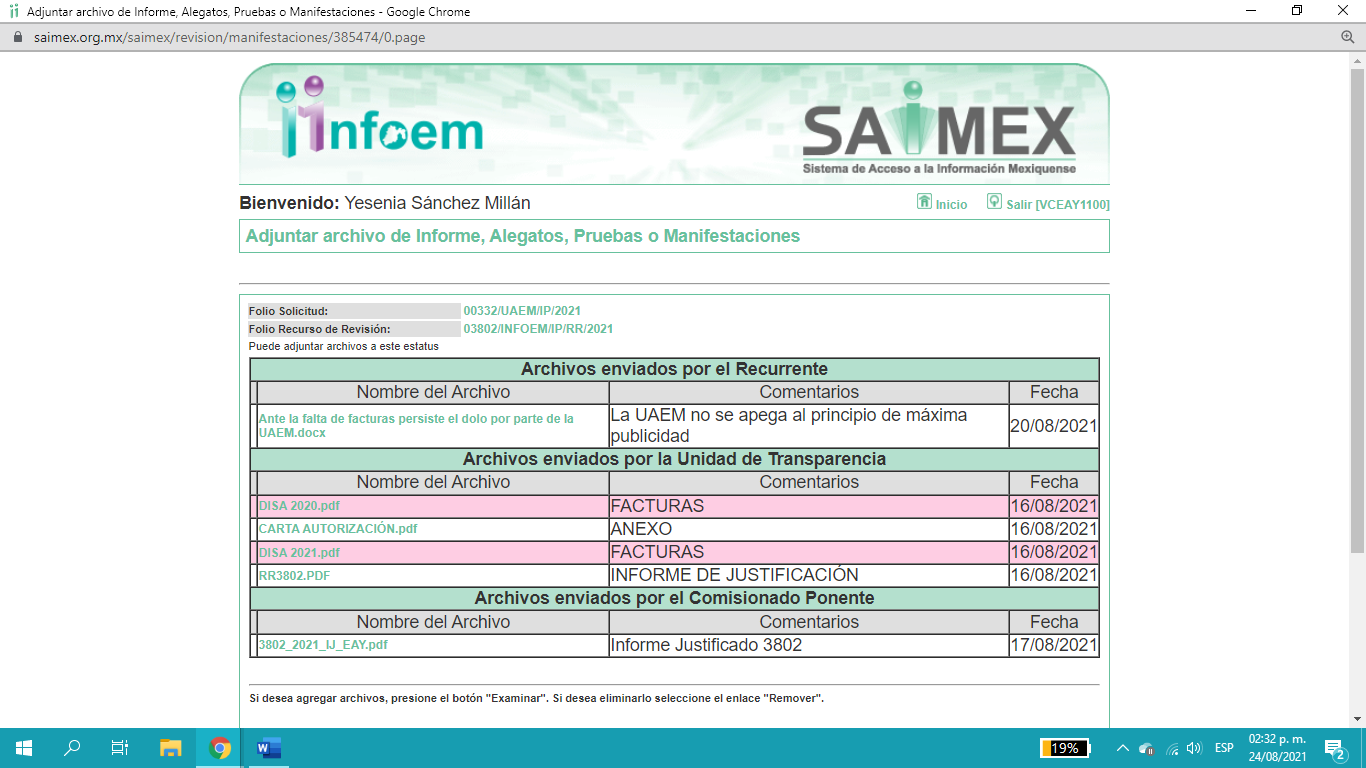 Adjuntar archivo de Informe, Alegatos, Pruebas o Manifestaciones - Google Chrome
saimex.org.mx/saimex/revision/manifestaciones/385474/0.page
infoem
SAIMEX
Sistema de Acceso a la Información Mexiquense
Bienvenido: Yesenia Sánchez Millán
Inicio Salir [VCEAY1100]
Adjuntar archivo de Informe, Alegatos, Pruebas o Manifestaciones
Folio Solicitud: 00332/UAEM/IP/2021
Folio Recurso de Revisión: 03802/INFOEM/IP/RR/2021
Puede adjuntar archivos a este estatus
Archivos enviados por el Recurrente
Nombre del Archivo Comentarios Fecha
Ante la falta de facturas persiste el dolo por parte de la
UAEM.docx
La UAEM no se apega al principio de máxima
publicidad
20/08/2021
Archivos enviados por la Unidad de Transparencia
Nombre del Archivo Comentarios Fecha
DISA 2020.pdf FACTURAS 16/08/2021
CARTA AUTORIZACIÓN.pdf ANEXO 16/08/2021
DISA 2021.pdf FACTURAS 16/08/2021
RR3802.PDF INFORME DE JUSTIFICACIÓN 16/08/2021
Archivos enviados por el Comisionado Ponente
Nombre del Archivo Comentarios Fecha
3802_2021_IJ_EAY.pdf Informe Justificado 3802 17/08/2021
Si desea agregar archivos, presione el botón "Examinar". Si desea eliminarlo seleccione el enlace "Remover".
19%
ESP
02:32 p. m.
24/08/2021
2